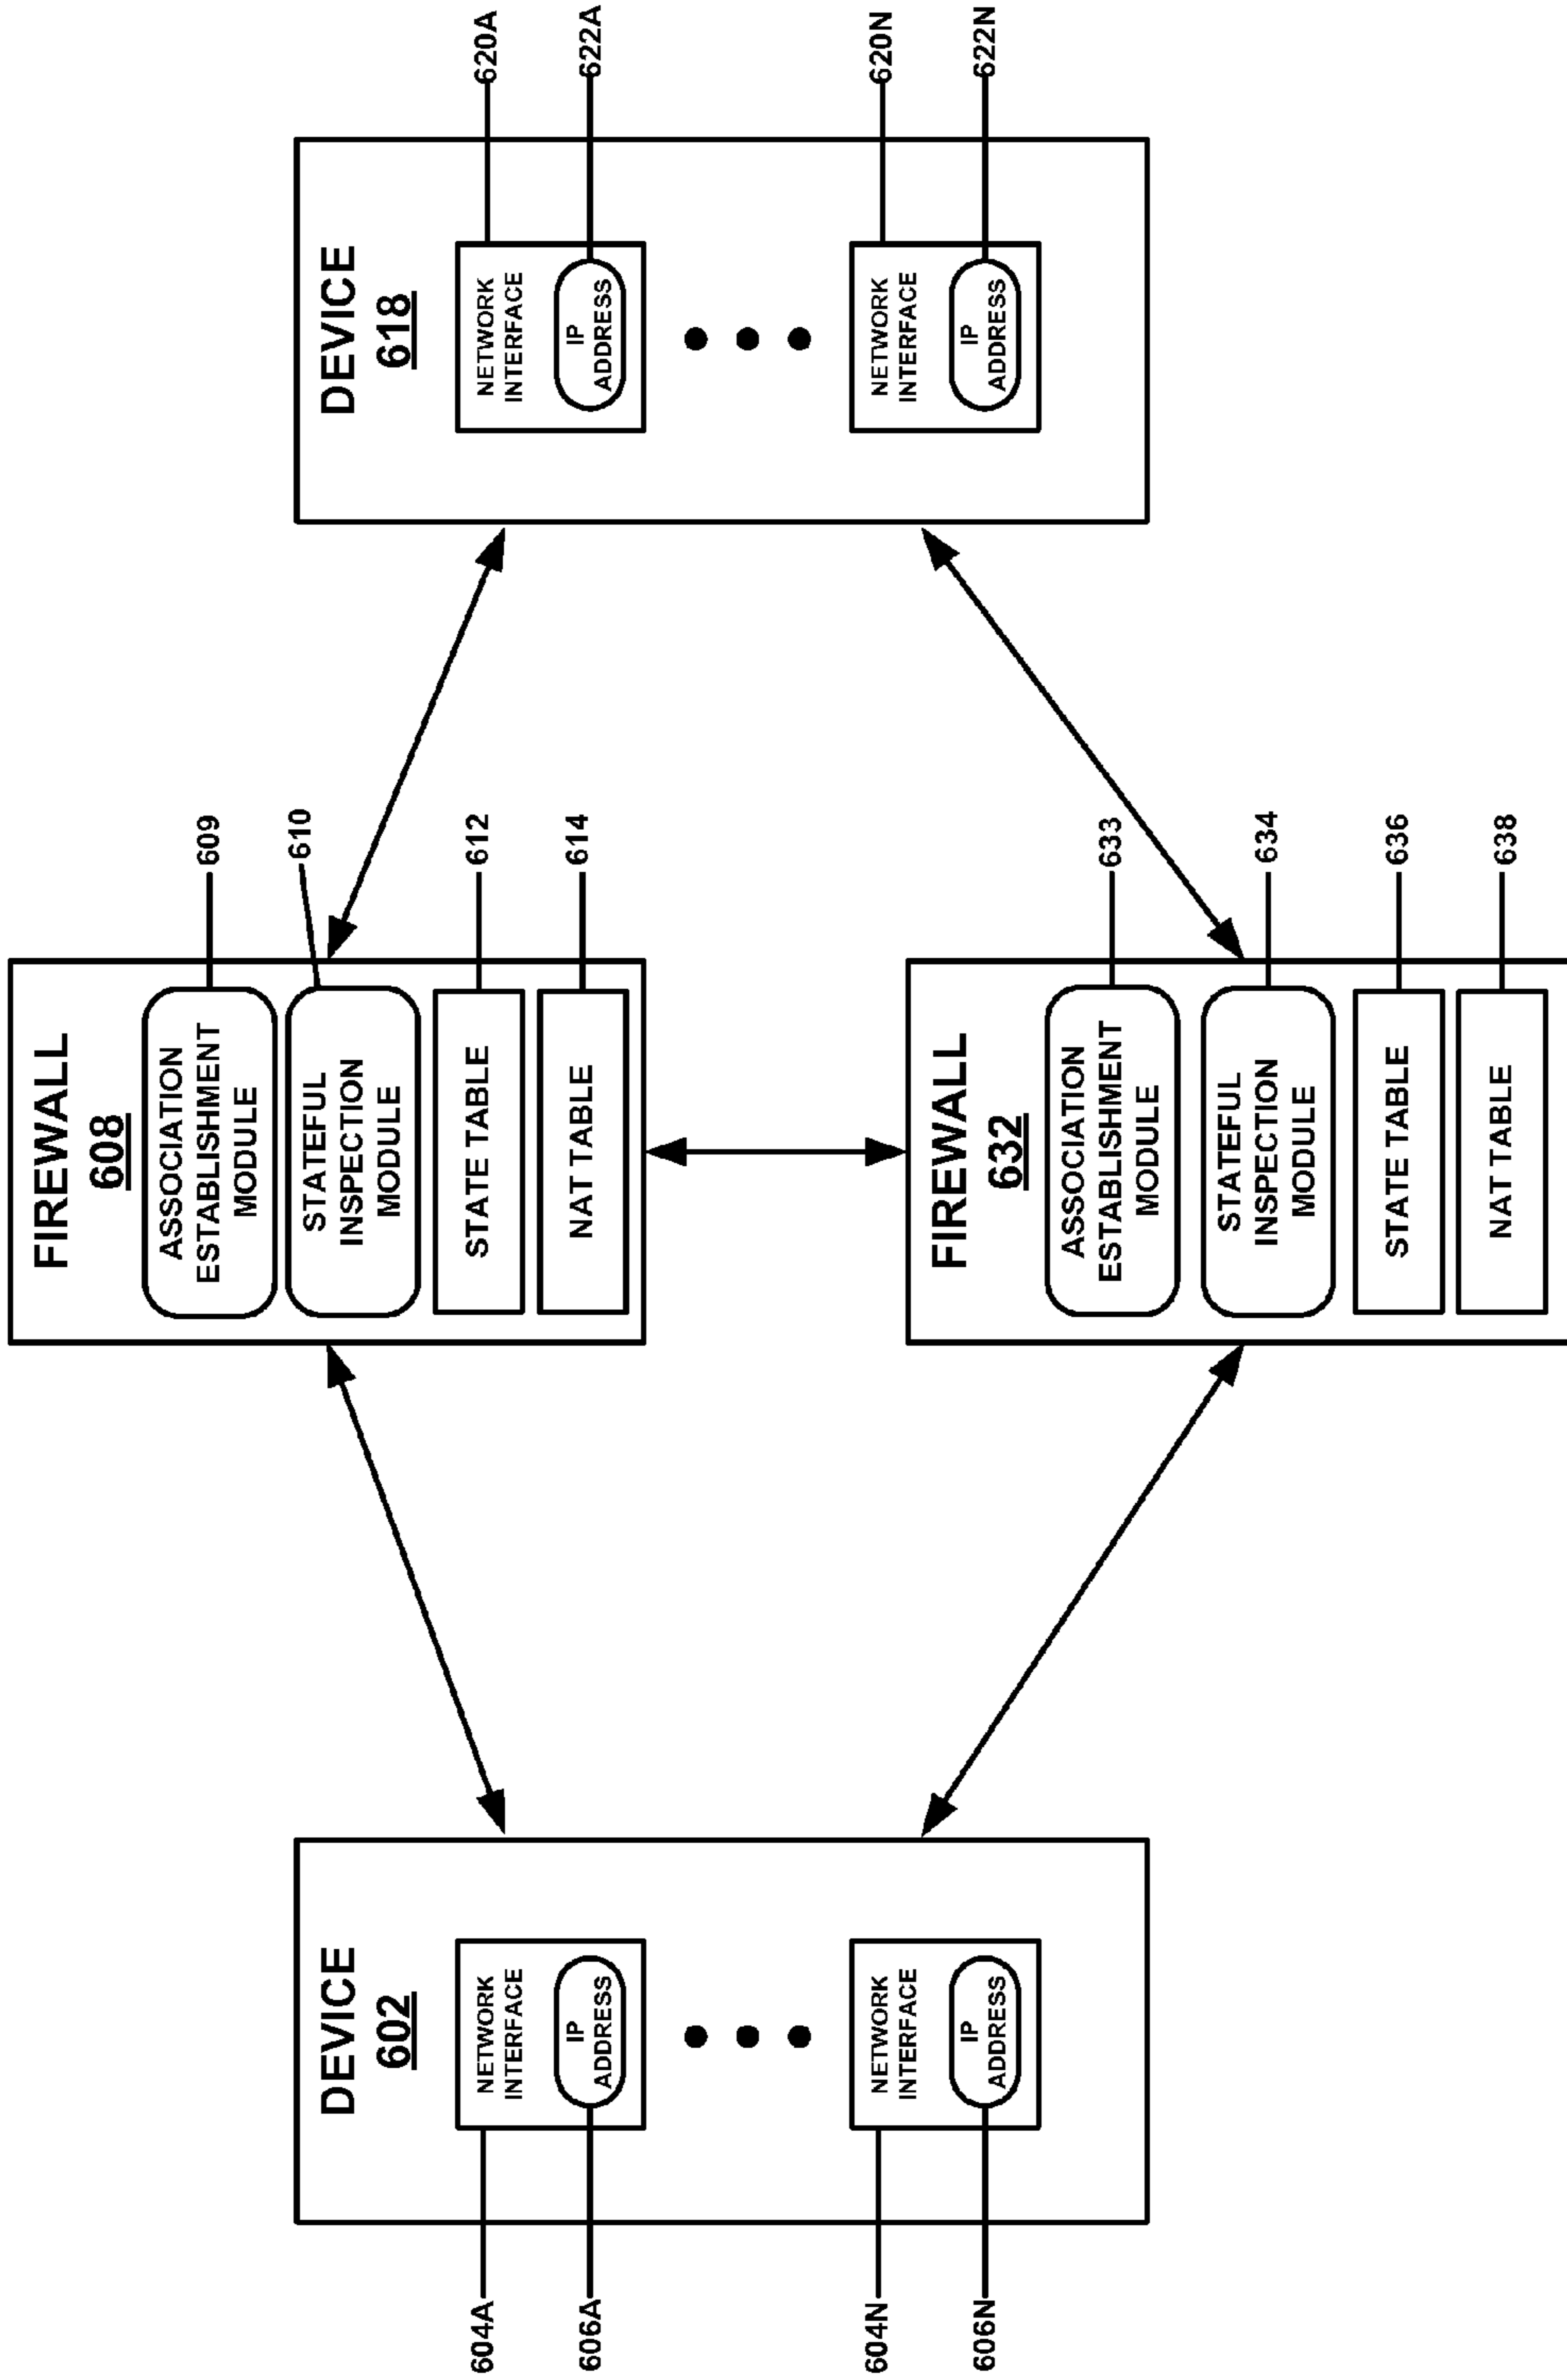 DEVICE
602
NETWORK
INTERFACE
IP
ADDRESS
NETWORK
INTERFACE
IP
ADDRESS
604A
606A
604N
606N
FIREWALL
608
ASSOCIATION
ESTABLISHMENT
MODULE
STATEFUL
INSPECTION
MODULE
STATE TABLE
NAT TABLE
609
610
612
614
FIREWALL
632
ASSOCIATION
ESTABLISHMENT
MODULE
STATEFUL
INSPECTION
MODULE
STATE TABLE
NAT TABLE
633
634
636
638
DEVICE
618
NETWORK
INTERFACE
IP
ADDRESS
NETWORK
INTERFACE
IP
ADDRESS
620A
622A
620N
622N